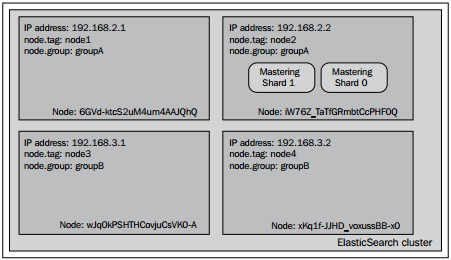 IP address: 192.168.2.1
node.tag: node1
node.group: groupA
Node: 6GVd-ktcS2uM4um4AAJQhQ
IP address: 192.168.2.2
node.tag: node2
node.group: groupA
Mastering
Shard 1
Mastering
Shard 0
Node: iW76Z_TaTfGRmbtCcPHF0Q
IP address: 192.168.3.1
node.tag: node3
node.group: groupB
Node: wJq0kPSHTHCovjuCsVK0-A
IP address: 192.168.3.2
node.tag: node4
node.group: groupB
Node: xKq1f-JJHD_voxussBB-x0
ElasticSearch cluster